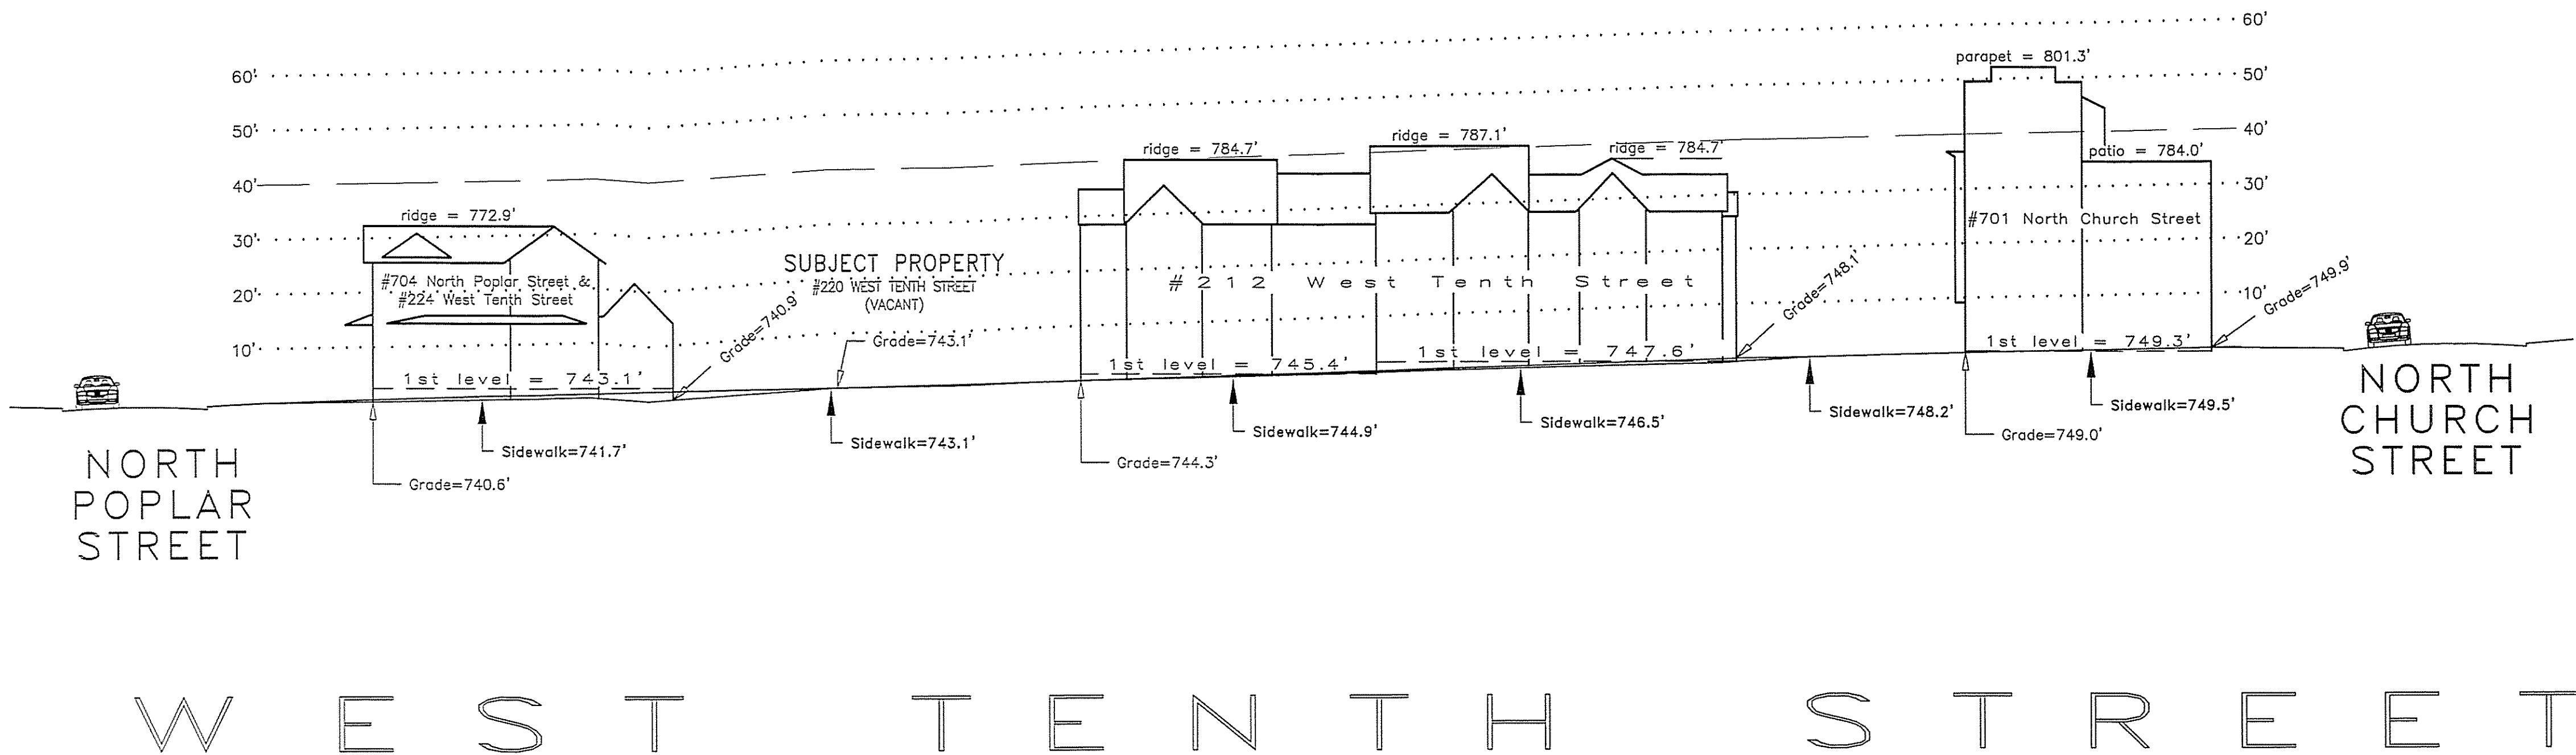 60'
50'
40'
30'
20'
10'
ridge = 772.9'
#704 North Poplar Street &
#224 West Tenth Street
1st level = 743.1'
Grade=740.9'
SUBJECT PROPERTY
#220 WEST TENTH STREET
(VACANT)
Grade=743.1'
ridge = 784.7'
ridge = 787.1'
ridge = 784.7'
#212 West Tenth Street
1st level = 745.4'
1st level = 747.6'
Grade=748.1'
parapet = 801.3'
patio = 784.0'
#701 North Church Street
1st level = 749.3'
Grade=749.9'
60'
50'
40'
30'
20'
10'
Sidewalk=741.7'
Grade=740.6'
Sidewalk=743.1'
Grade=744.3'
Sidewalk=744.9'
Sidewalk=746.5'
Sidewalk=748.2'
Grade=749.0'
Sidewalk=749.5'
NORTH
POPLAR
STREET
NORTH
CHURCH
STREET
WEST TENTH STREET